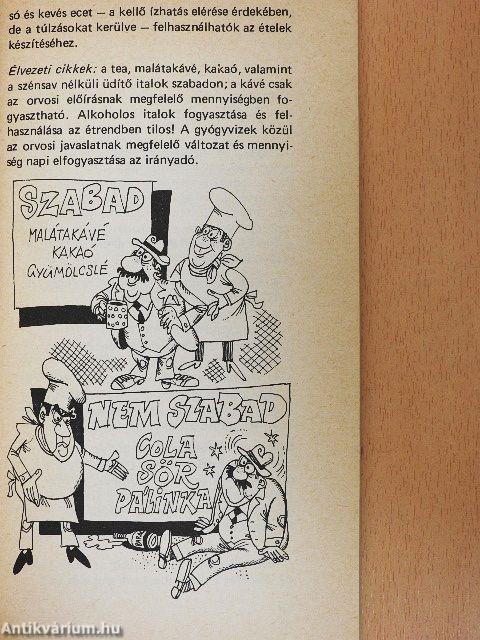 só és kevés ecet – a kellő ízhatás elérése érdekében,
de a túlzásokat kerülve – felhasználhatók az ételek
készítéséhez.
Élvezeti cikkek: a tea, malátakávé, kakaó, valamint
a szénsav nélküli üdítő italok szabadon; a kávé csak
az orvosi előírásnak megfelelő mennyiségben fo-
gyasztható. Alkoholos italok fogyasztása és fel-
használása az étrendben tilos! A gyógyvizek közül
az orvosi javaslatnak megfelelő változat és mennyi-
ség napi elfogyasztása az irányadó.
SZABAD
MALÁTAKÁVÉ
KAKAÓ
GYÜMÖLCSLÉ
NEM SZABAD
COLA
SÖR
PÁLINKA
Antikvárium.hu